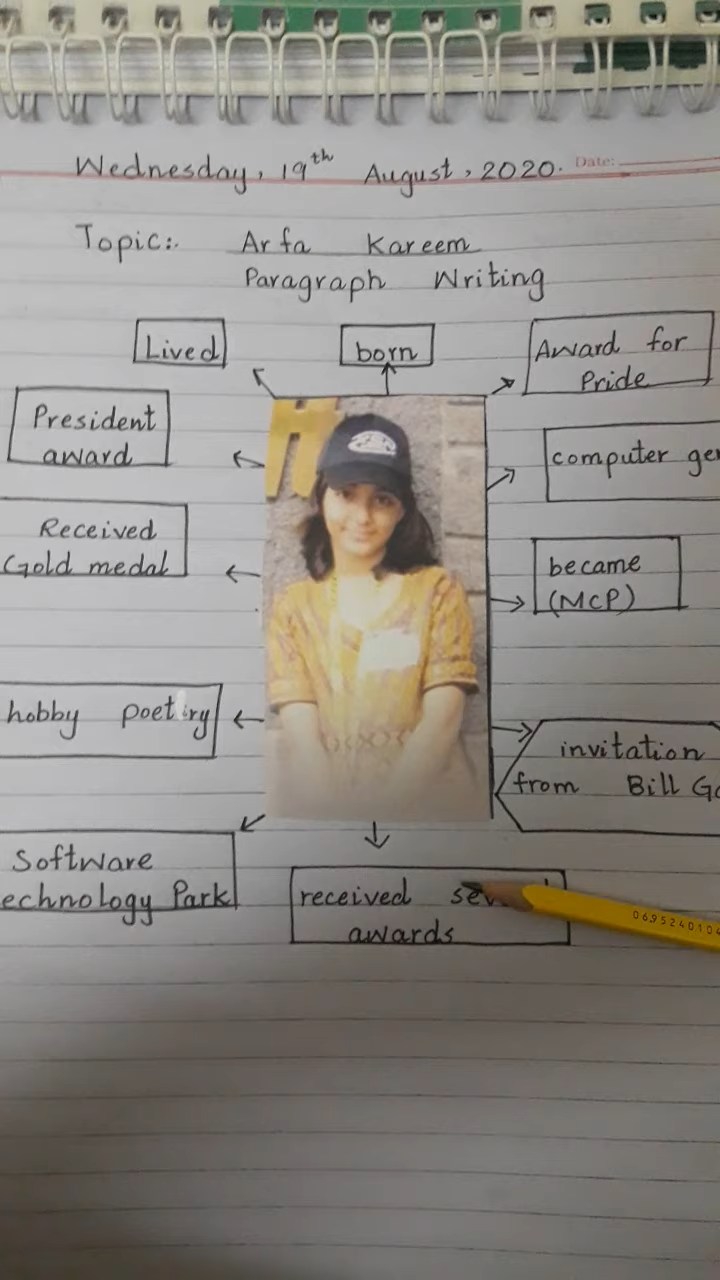 Wednesday, 19th August, 2020.
Date:
Topic:. Arfa Kareem
Paragraph Writing
Lived
born
Award for
Pride
President
award
computer
Received
Gold medal
became
(MCP)
hobby poetry
invitation
from Bill
Software
Park
received
awards
0695240104